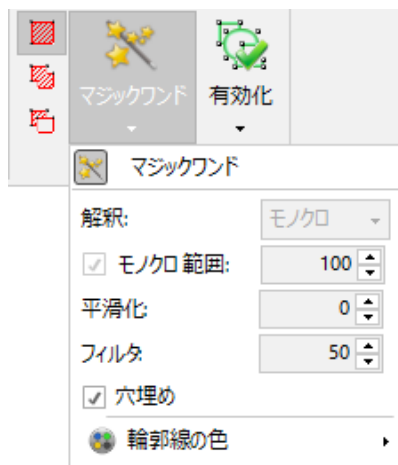 マジックワンド
有効化
マジックワンド
解釈: モノクロ
モノクロ 範囲: 100
平滑化: 0
フィルタ: 50
穴埋め
輪郭線の色